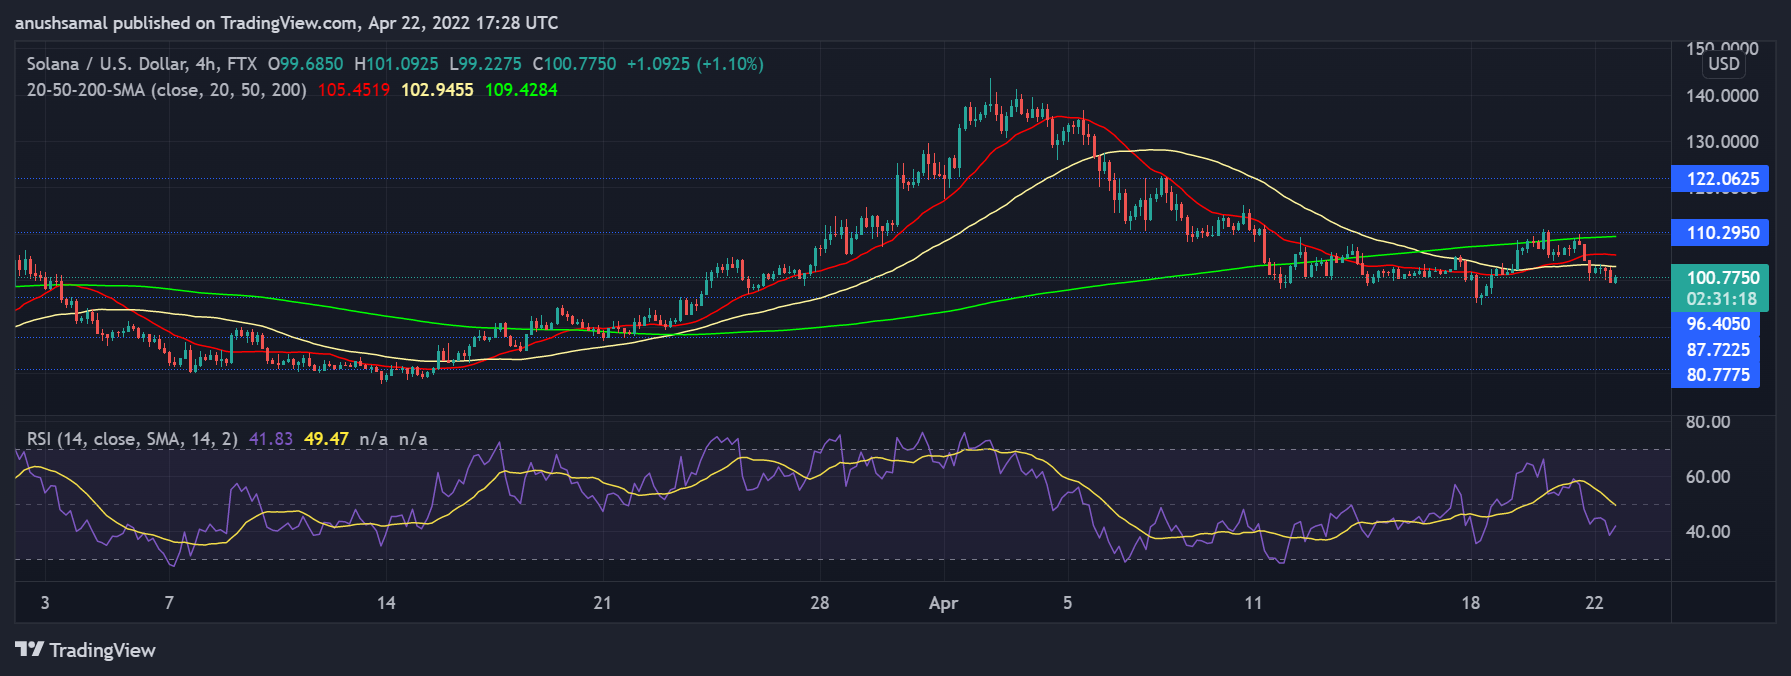 anushsamal published on TradingView.com, Apr 22, 2022 17:28 UTC
Solana / U.S. Dollar, 4h, FTX O99.6850 H101.0925 L99.2275 C100.7750 +1.0925 (+1.10%)
20-50-200-SMA (close, 20, 50, 200) 105.4519 102.9455 109.4284
150.0000
USD
140.0000
130.0000
122.0625
110.2950
100.7750
02:31:18
96.4050
87.7225
80.7775
RSI (14, close, SMA, 14, 2) 41.83 49.47 n/a n/a
80.00
60.00
40.00
3 7 14 21 28 Apr 5 11 18 22
TradingView